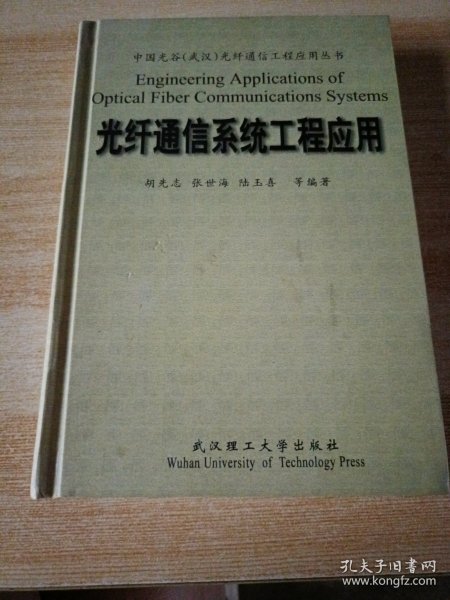 中国光谷(武汉)光纤通信工程应用丛书
Engineering Applications of
Optical Fiber Communications Systems
光纤通信系统工程应用
胡先志 张世海 陆玉喜 等编著
武汉理工大学出版社
Wuhan University of Technology Press
孔夫子旧书网
www.kongfz.com